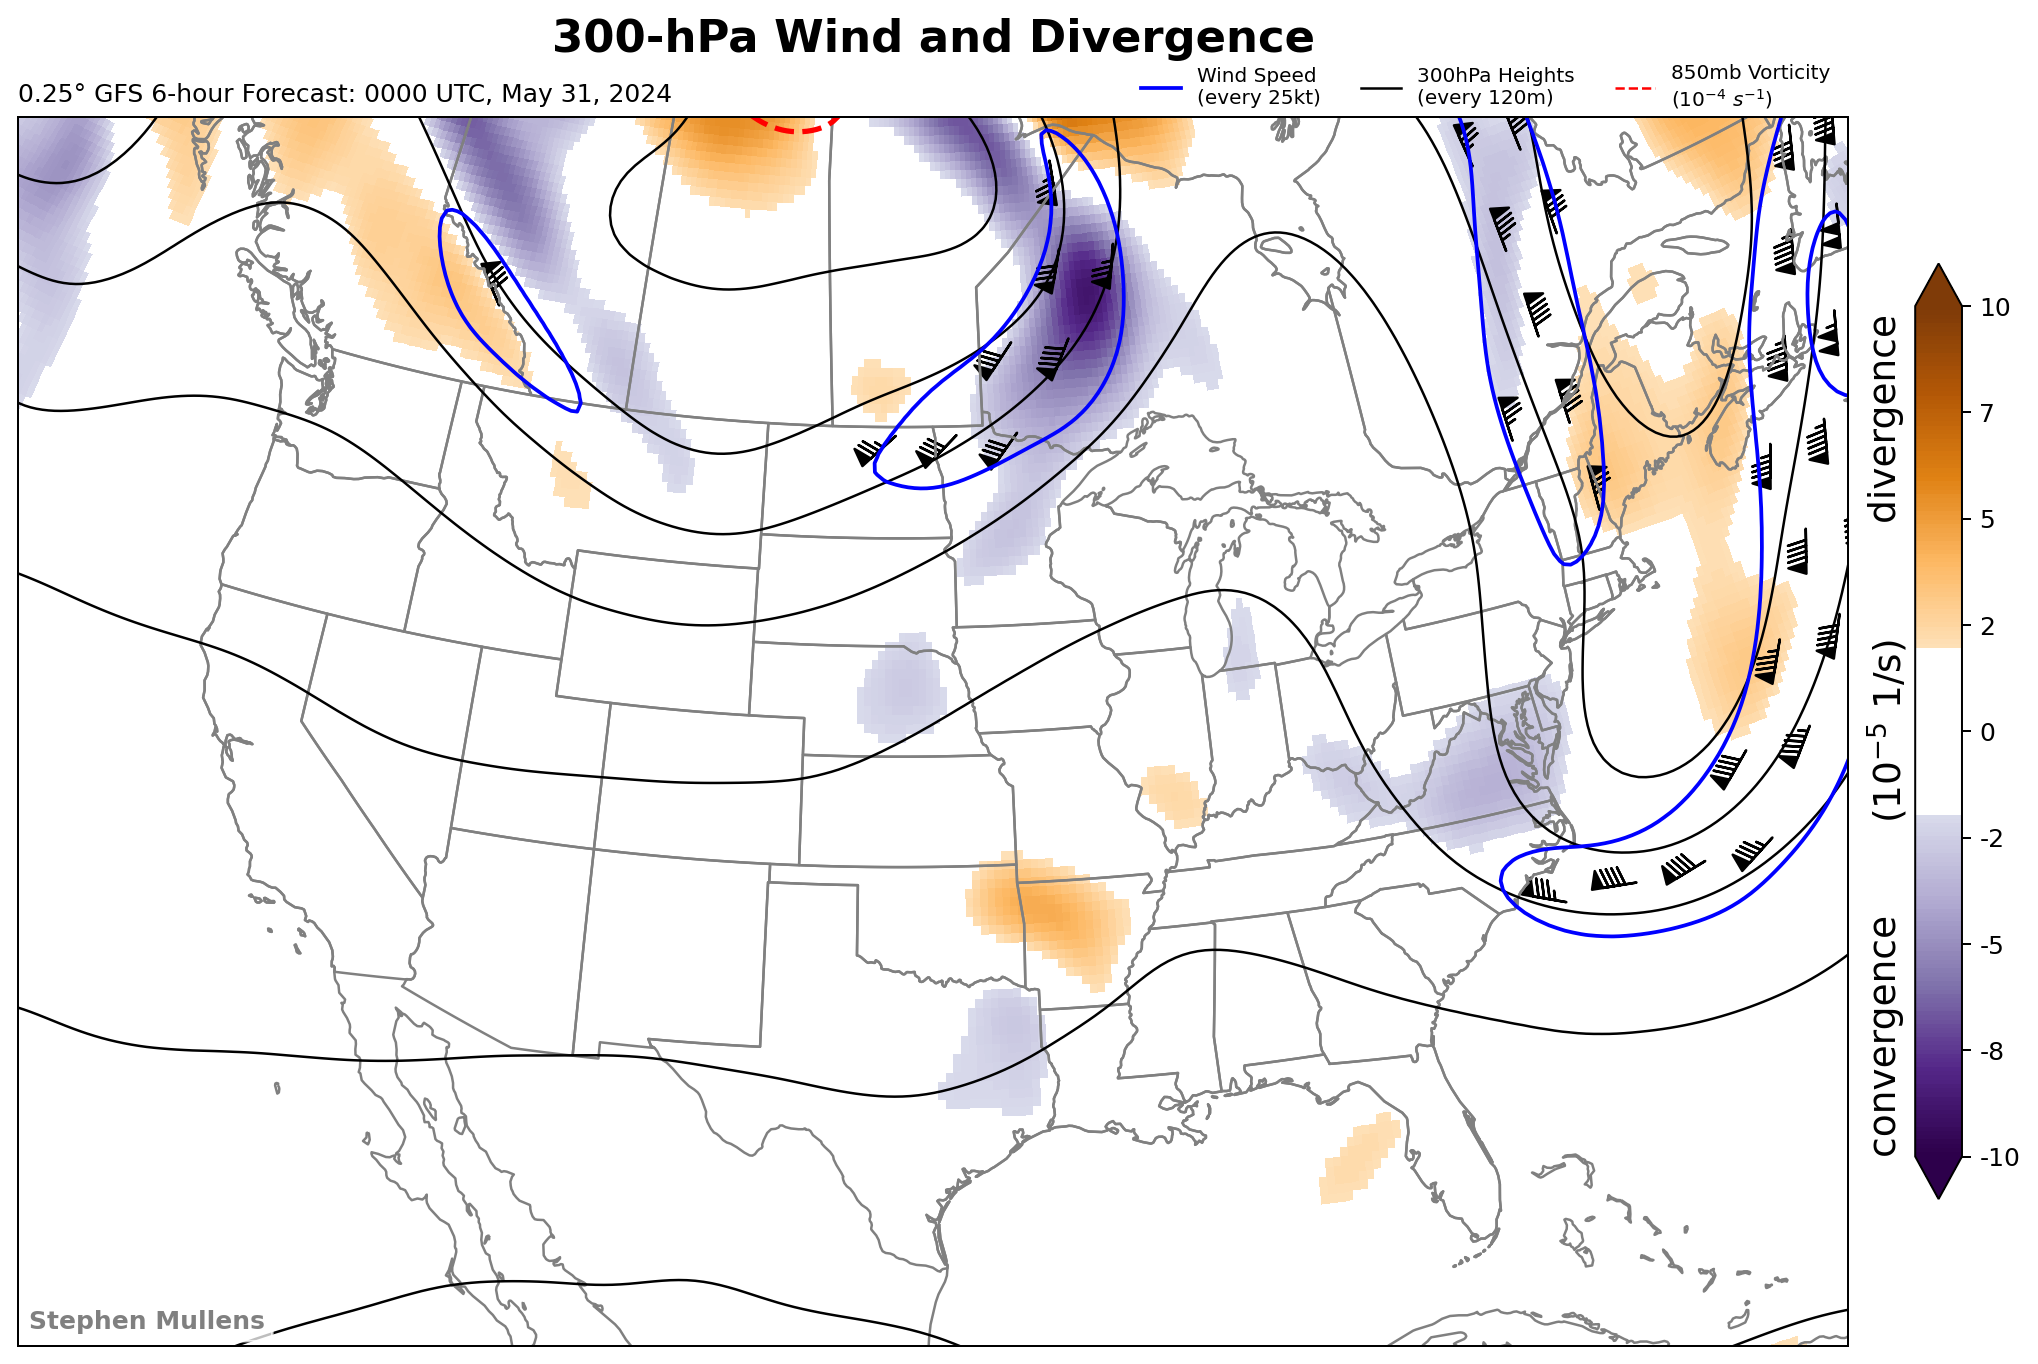 300-hPa Wind and Divergence
0.25° GFS 6-hour Forecast: 0000 UTC, May 31, 2024
Wind Speed
(every 25kt)
300hPa Heights
(every 120m)
850mb Vorticity
(10⁻⁴ s⁻¹)
10
7
5
2
0
-2
-5
-8
-10
convergence (10⁻⁵ 1/s) divergence
Stephen Mullens